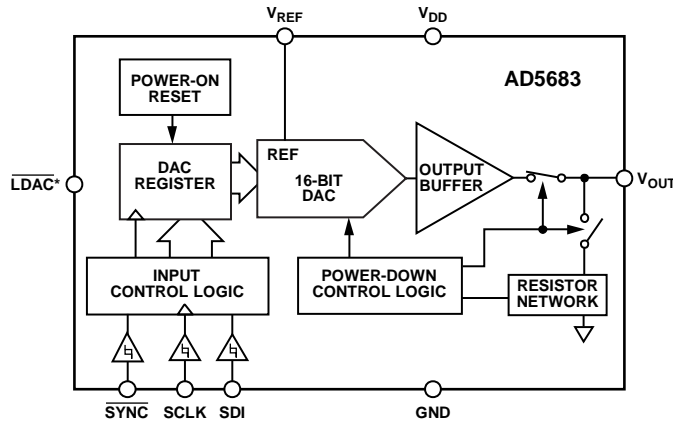 VREF
VDD
POWER-ON
RESET
AD5683
REF
DAC
REGISTER
16-BIT
DAC
OUTPUT
BUFFER
LDAC*
VOUT
INPUT
CONTROL LOGIC
POWER-DOWN
CONTROL LOGIC
RESISTOR
NETWORK
SYNC SCLK SDI GND